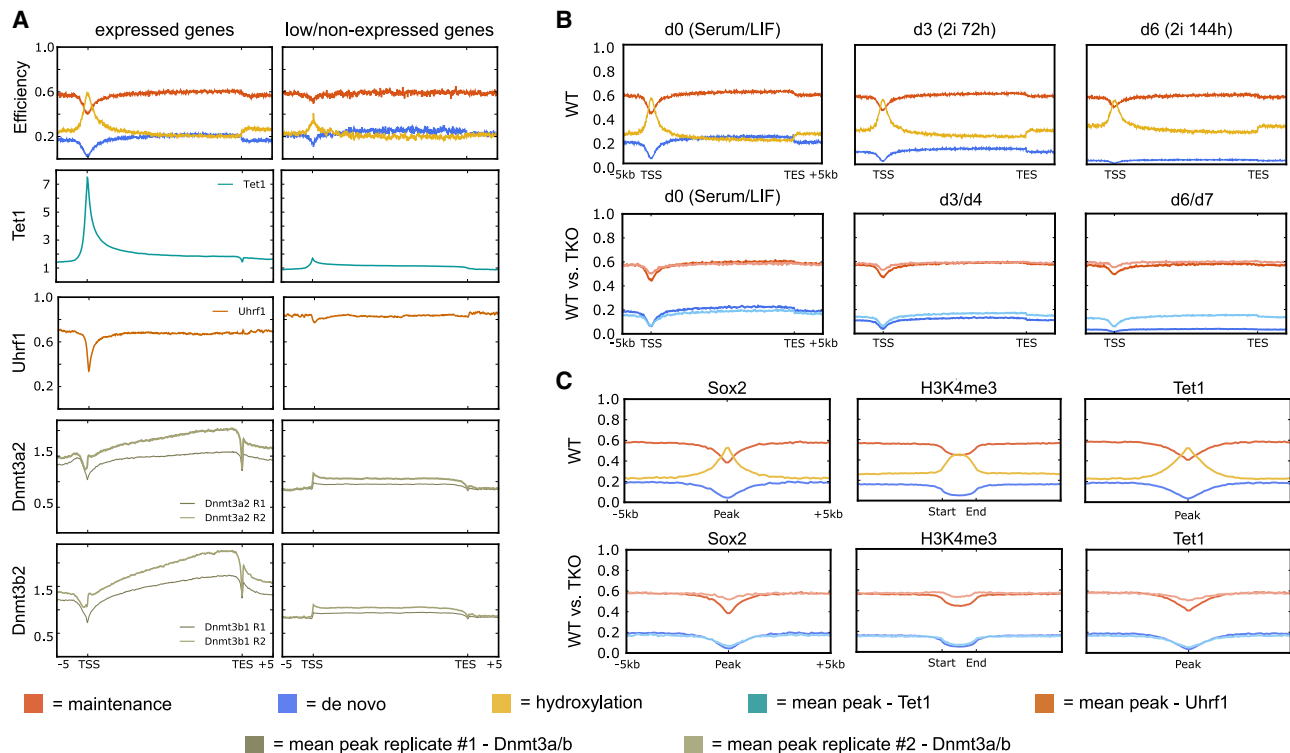 A
expressed genes
low/non-expressed genes
Efficiency
1.0
0.6
0.2
Tet1
7
5
3
1
Tet1
Uhrf1
1.0
0.6
0.2
Uhrf1
Dnmt3a2
1.5
0.5
Dnmt3a2 R1
Dnmt3a2 R2
Dnmt3b2
1.5
0.5
Dnmt3b1 R1
Dnmt3b1 R2
-5 TSS TES +5
-5 TSS TES +5
B
d0 (Serum/LIF)
d3 (2i 72h)
d6 (2i 144h)
WT
1.0
0.8
0.6
0.4
0.2
0.0
-5kb TSS TES +5kb
TSS TES
TSS TES
d0 (Serum/LIF)
d3/d4
d6/d7
WT vs. TKO
1.0
0.8
0.6
0.4
0.2
0.0
-5kb TSS TES +5kb
TSS TES
TSS TES
C
Sox2
H3K4me3
Tet1
WT
1.0
0.8
0.6
0.4
0.2
0.0
-5kb +5kb
Start End
Peak
Sox2
H3K4me3
Tet1
WT vs. TKO
1.0
0.8
0.6
0.4
0.2
0.0
-5kb Peak +5kb
Start End
Peak
= maintenance
= de novo
= hydroxylation
= mean peak - Tet1
= mean peak - Uhrf1
= mean peak replicate #1 - Dnmt3a/b
= mean peak replicate #2 - Dnmt3a/b